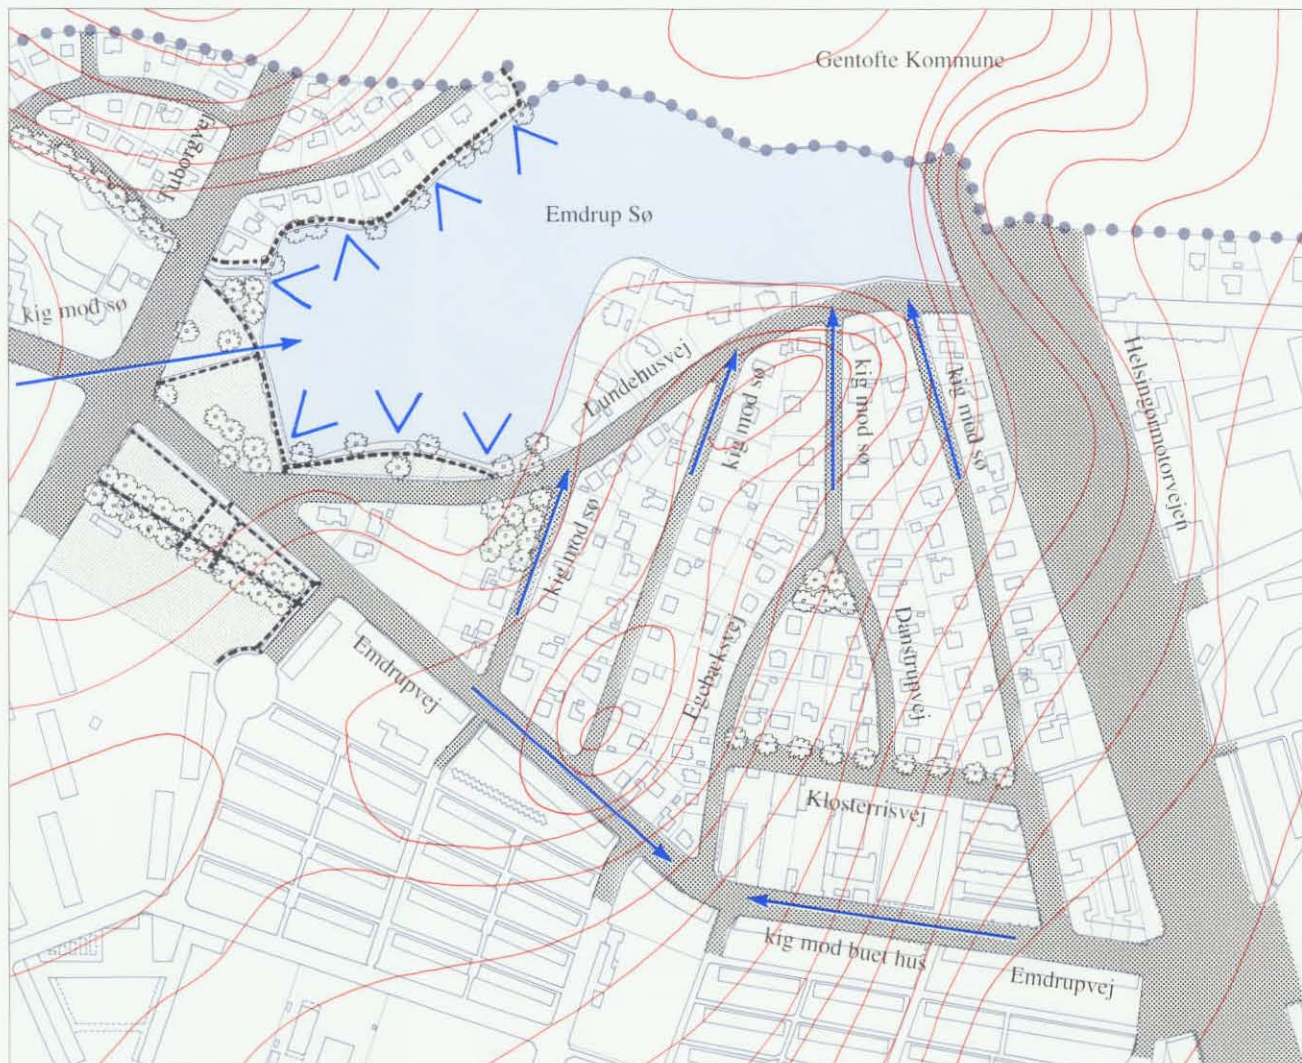 Gentofte Kommune
Tuborgvej
Emdrup Sø
kig mod sø
Lundehusvej
kig mod sø
kig mod sø
kig mod sø
Helsingørmotorvejen
kig mod sø
Emdrupvej
Egebæksvej
Danstrupvej
Klosterrisvej
kig mod buet hus
Emdrupvej